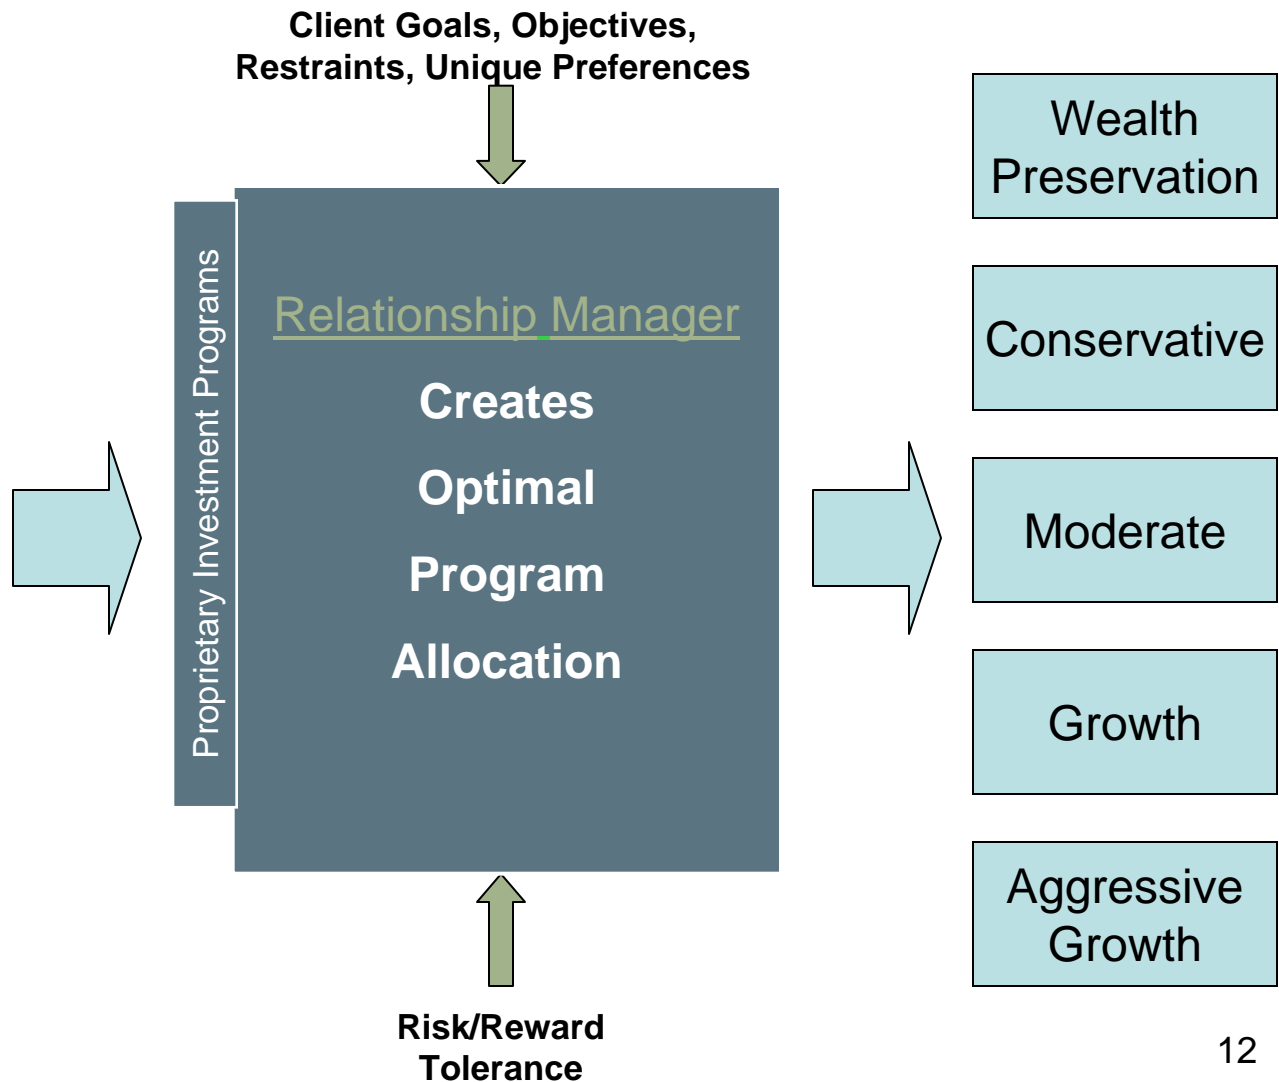 Client Goals, Objectives,
Restraints, Unique Preferences
Proprietary Investment Programs
Relationship Manager
Creates
Optimal
Program
Allocation
Risk/Reward
Tolerance
Wealth
Preservation
Conservative
Moderate
Growth
Aggressive
Growth
12